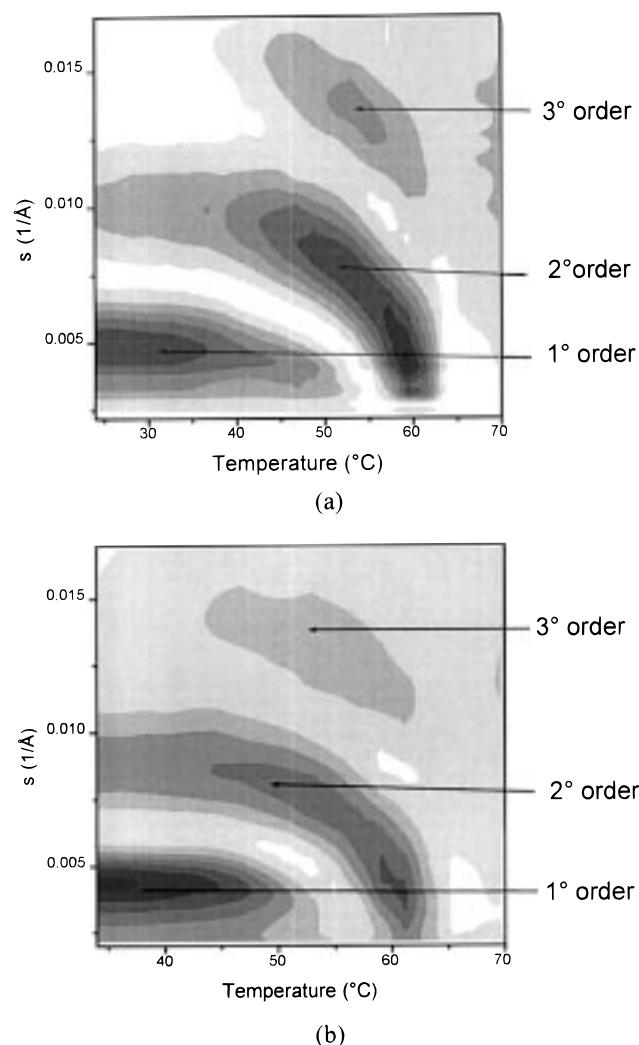 0.015
0.010
0.005
s (1/Å)
3° order
2°order
1° order
30 40 50 60 70
Temperature (°C)
(a)
0.015
0.010
0.005
s (1/Å)
3° order
2° order
1° order
40 50 60 70
Temperature (°C)
(b)